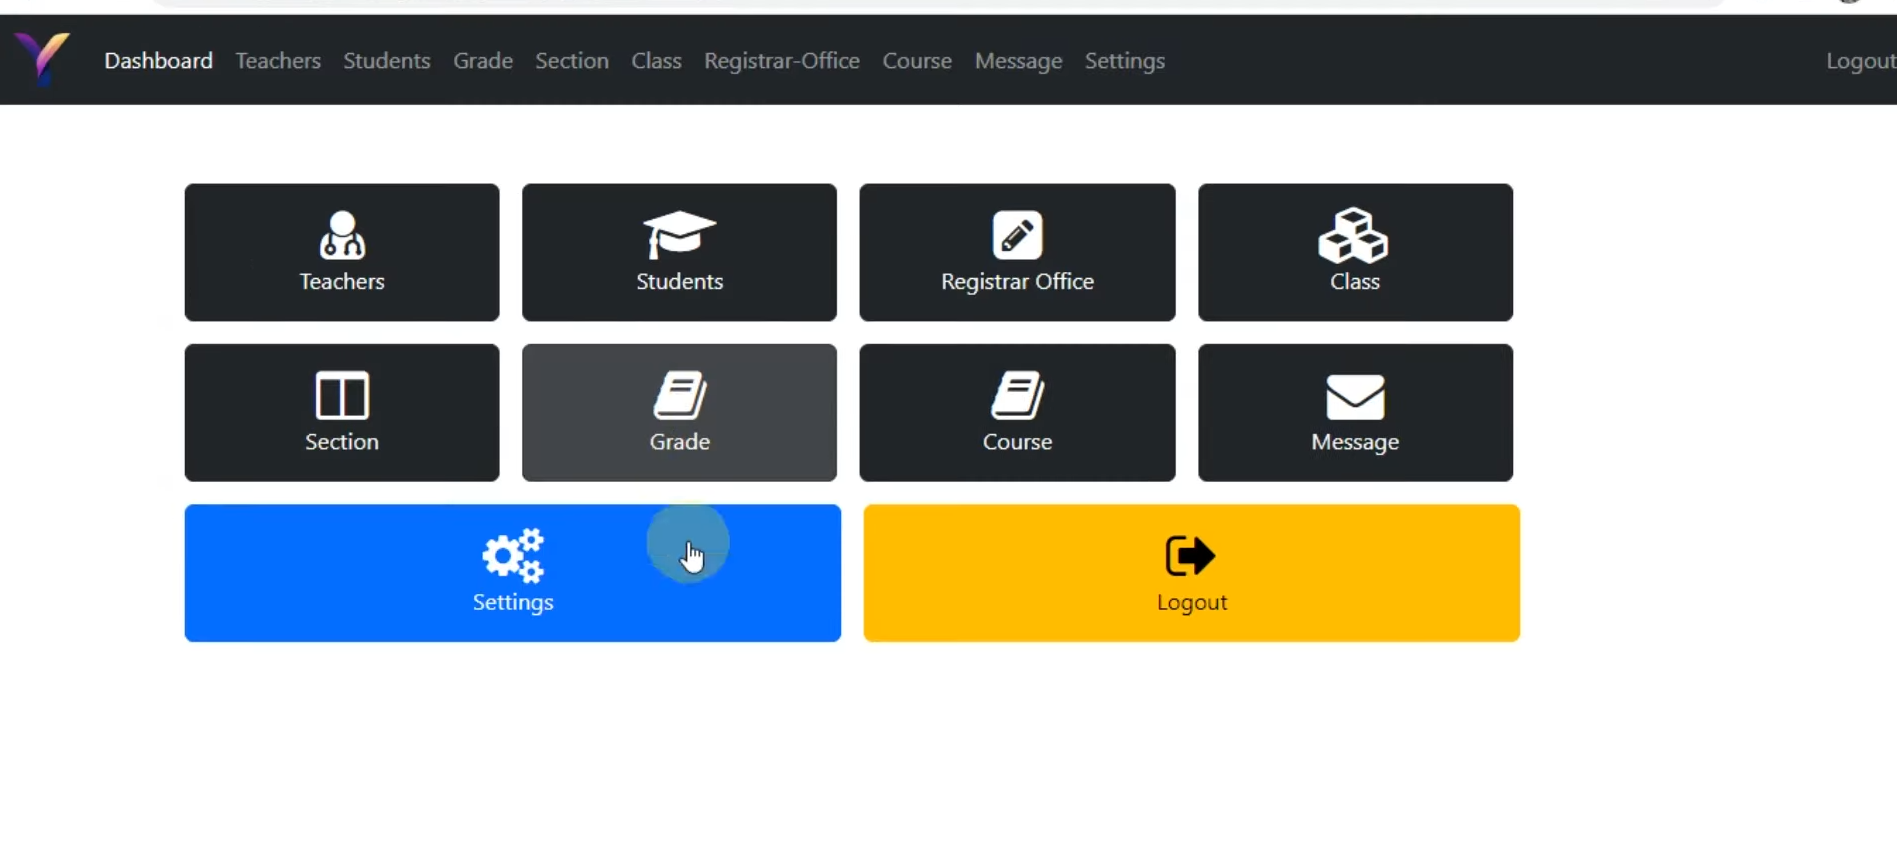 Dashboard Teachers Students Grade Section Class Registrar-Office Course Message Settings Logout
Teachers Students Registrar Office Class
Section Grade Course Message
Settings Logout